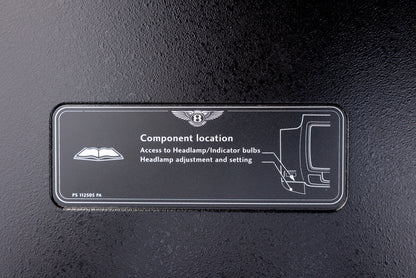 B
Component location
Access to Headlamp/Indicator bulbs
Headlamp adjustment and setting
PS 112505 PA